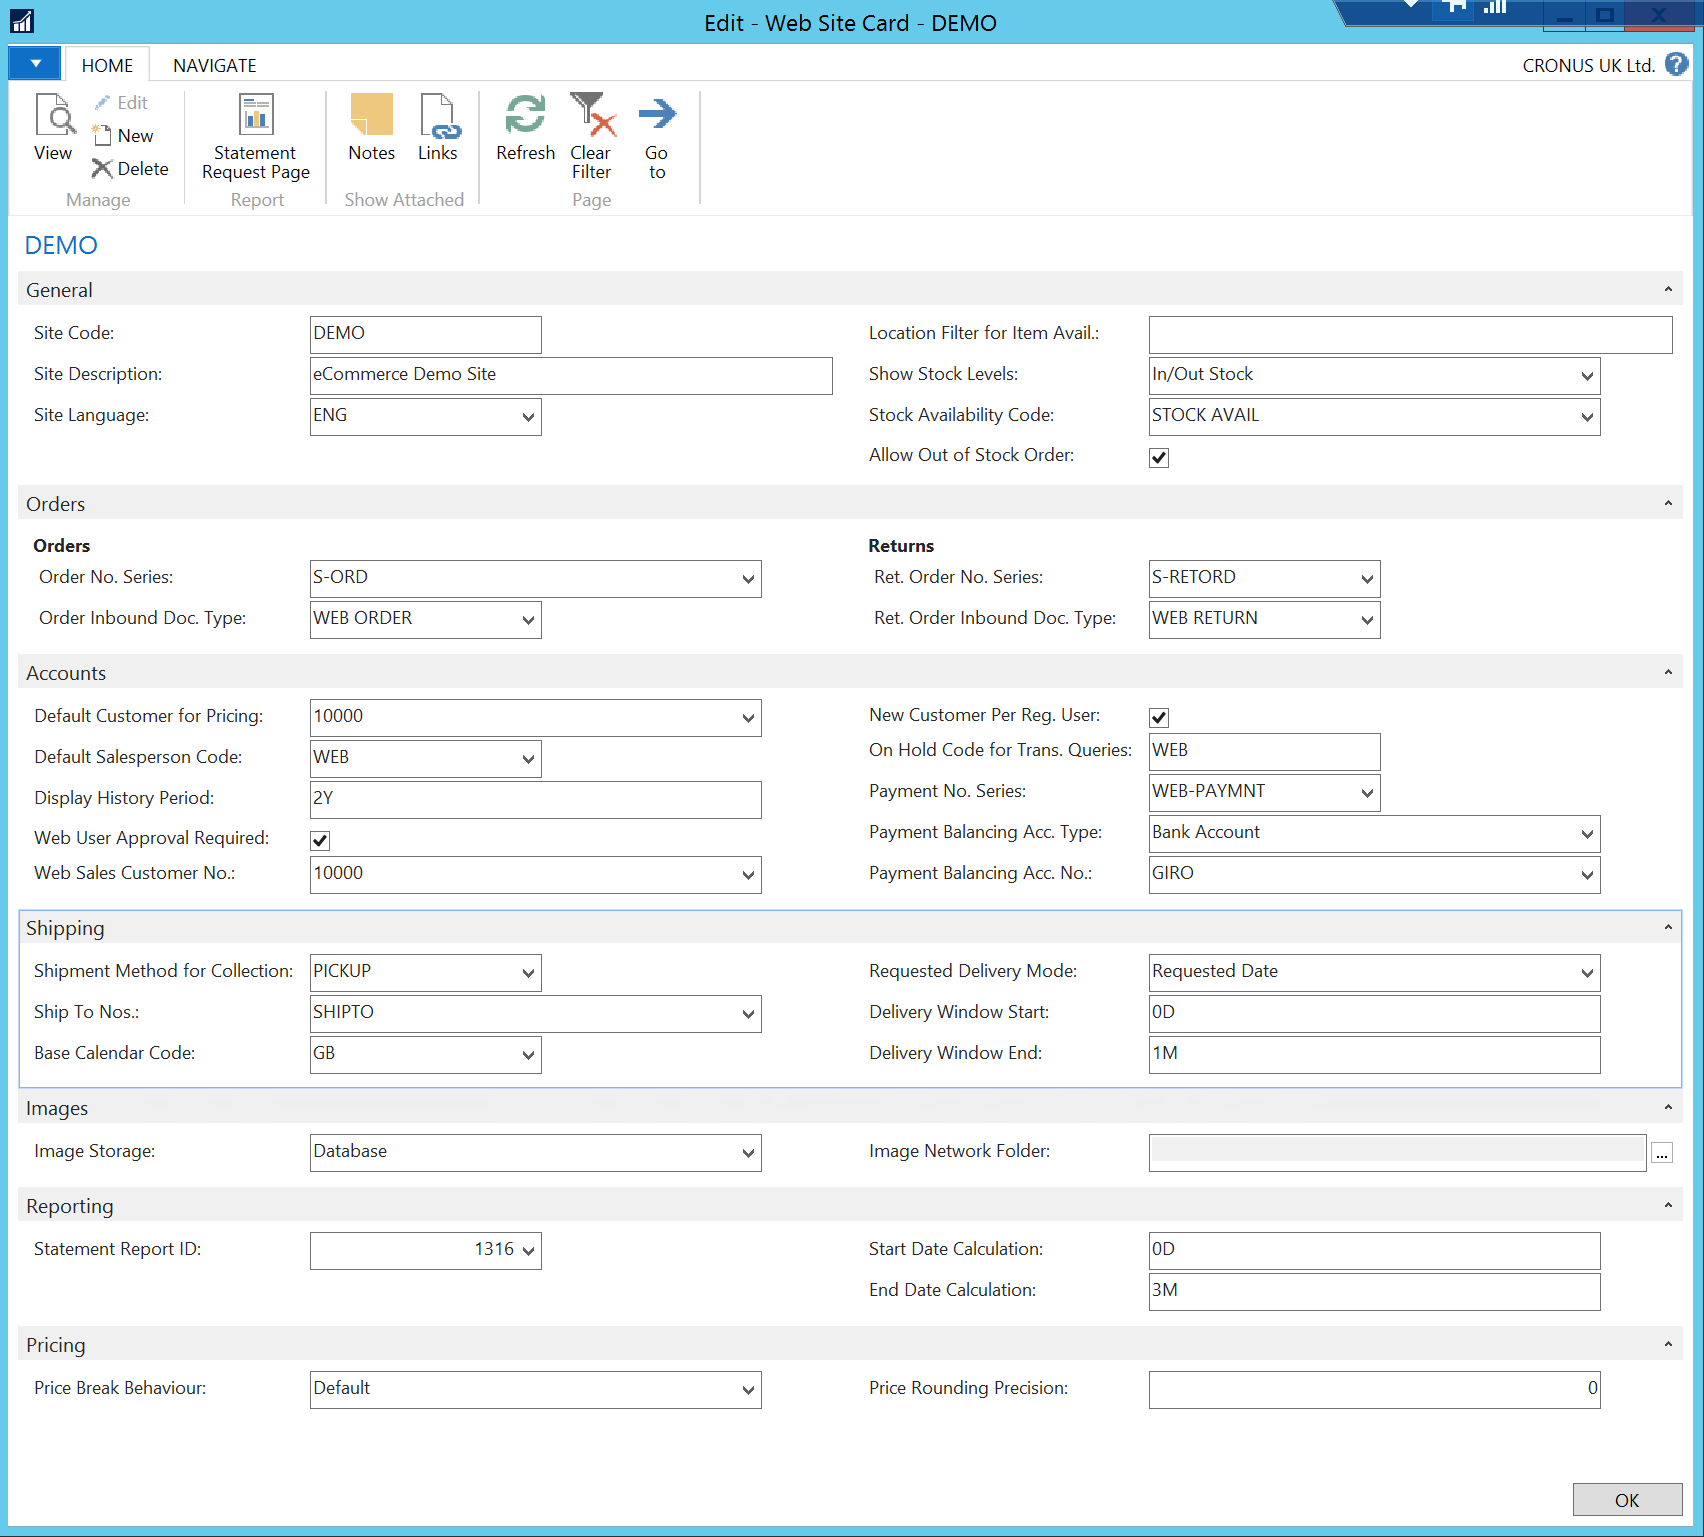 Edit - Web Site Card - DEMO
HOME
NAVIGATE
CRONUS UK Ltd.
?
View
Edit
New
Delete
Manage
Statement
Request Page
Report
Notes
Links
Show Attached
Refresh
Clear
Filter
Go
to
Page
DEMO
General
Site Code: DEMO
Location Filter for Item Avail.:
Site Description: eCommerce Demo Site
Show Stock Levels: In/Out Stock
Site Language: ENG
Stock Availability Code: STOCK AVAIL
Allow Out of Stock Order:
Orders
Orders
Returns
Order No. Series: S-ORD
Ret. Order No. Series: S-RETORD
Order Inbound Doc. Type: WEB ORDER
Ret. Order Inbound Doc. Type: WEB RETURN
Accounts
Default Customer for Pricing: 10000
New Customer Per Reg. User:
Default Salesperson Code: WEB
On Hold Code for Trans. Queries: WEB
Display History Period: 2Y
Payment No. Series: WEB-PAYMNT
Web User Approval Required:
Payment Balancing Acc. Type: Bank Account
Web Sales Customer No.: 10000
Payment Balancing Acc. No.: GIRO
Shipping
Shipment Method for Collection: PICKUP
Requested Delivery Mode: Requested Date
Ship To Nos.: SHIPTO
Delivery Window Start: 0D
Base Calendar Code: GB
Delivery Window End: 1M
Images
Image Storage: Database
Image Network Folder:
...
Reporting
Statement Report ID: 1316
Start Date Calculation: 0D
End Date Calculation: 3M
Pricing
Price Break Behaviour: Default
Price Rounding Precision: 0
OK